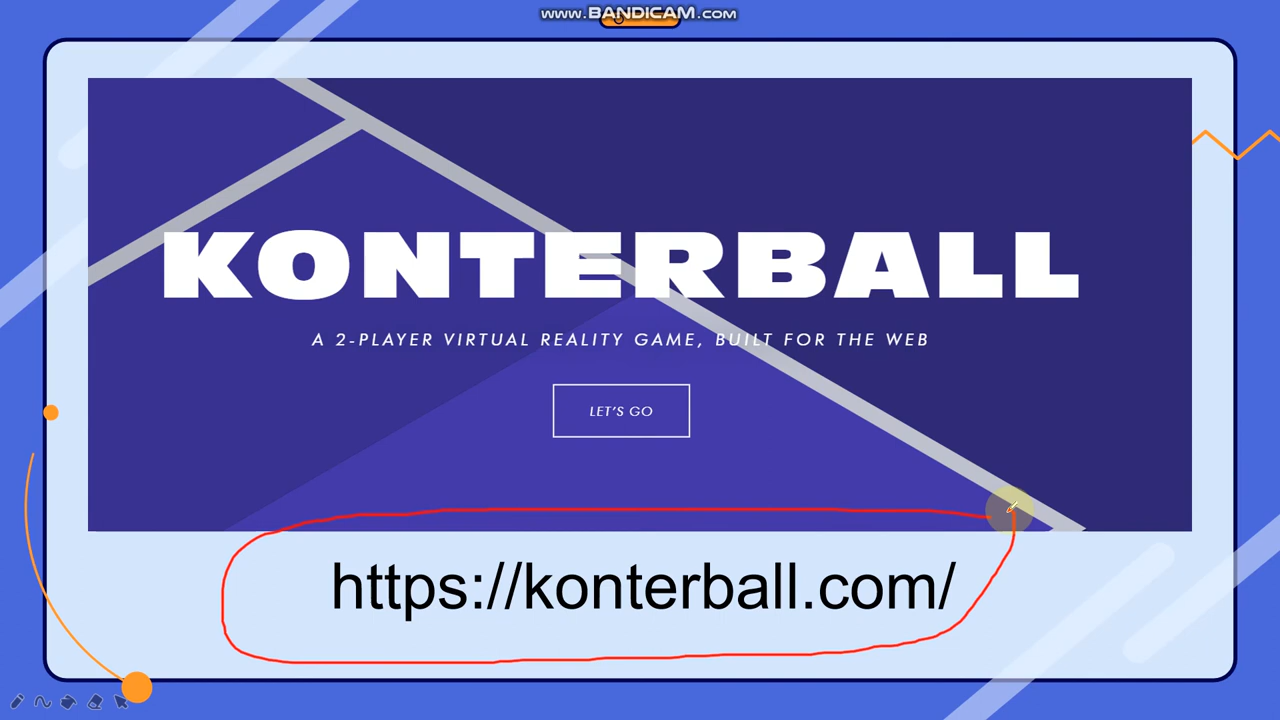 www.BANDICAM.com
KONTERBALL
A 2-PLAYER VIRTUAL REALITY GAME, BUILT FOR THE WEB
LET'S GO
https://konterball.com/